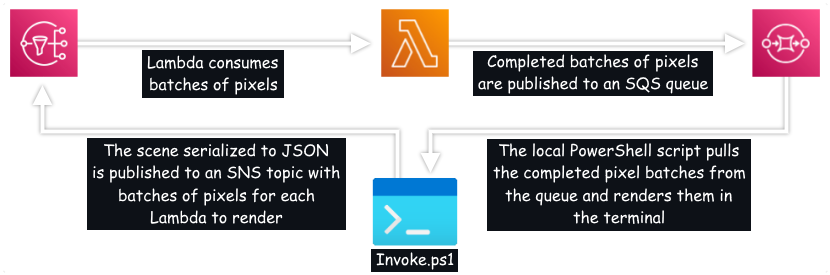 Lambda consumes
batches of pixels
Completed batches of pixels
are published to an SQS queue
The scene serialized to JSON
is published to an SNS topic with
batches of pixels for each
Lambda to render
The local PowerShell script pulls
the completed pixel batches from
the queue and renders them in
the terminal
Invoke.ps1